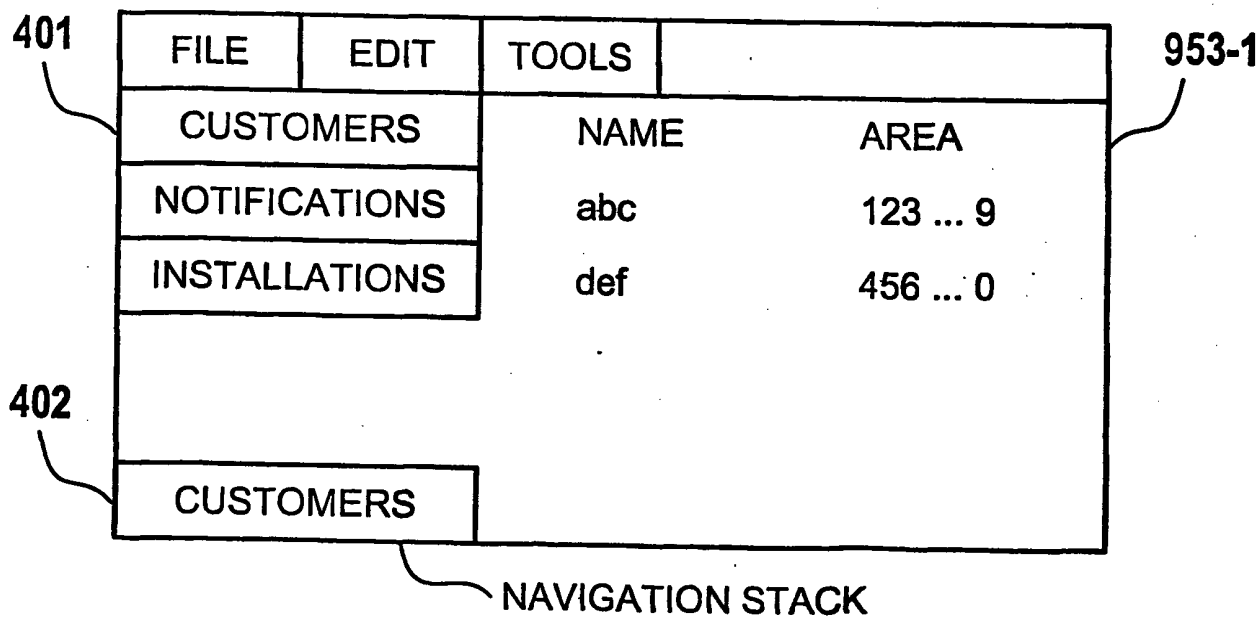 401 FILE EDIT TOOLS 953-1
CUSTOMERS NAME AREA
NOTIFICATIONS abc 123 ... 9
INSTALLATIONS def 456 ... 0
402
CUSTOMERS
NAVIGATION STACK